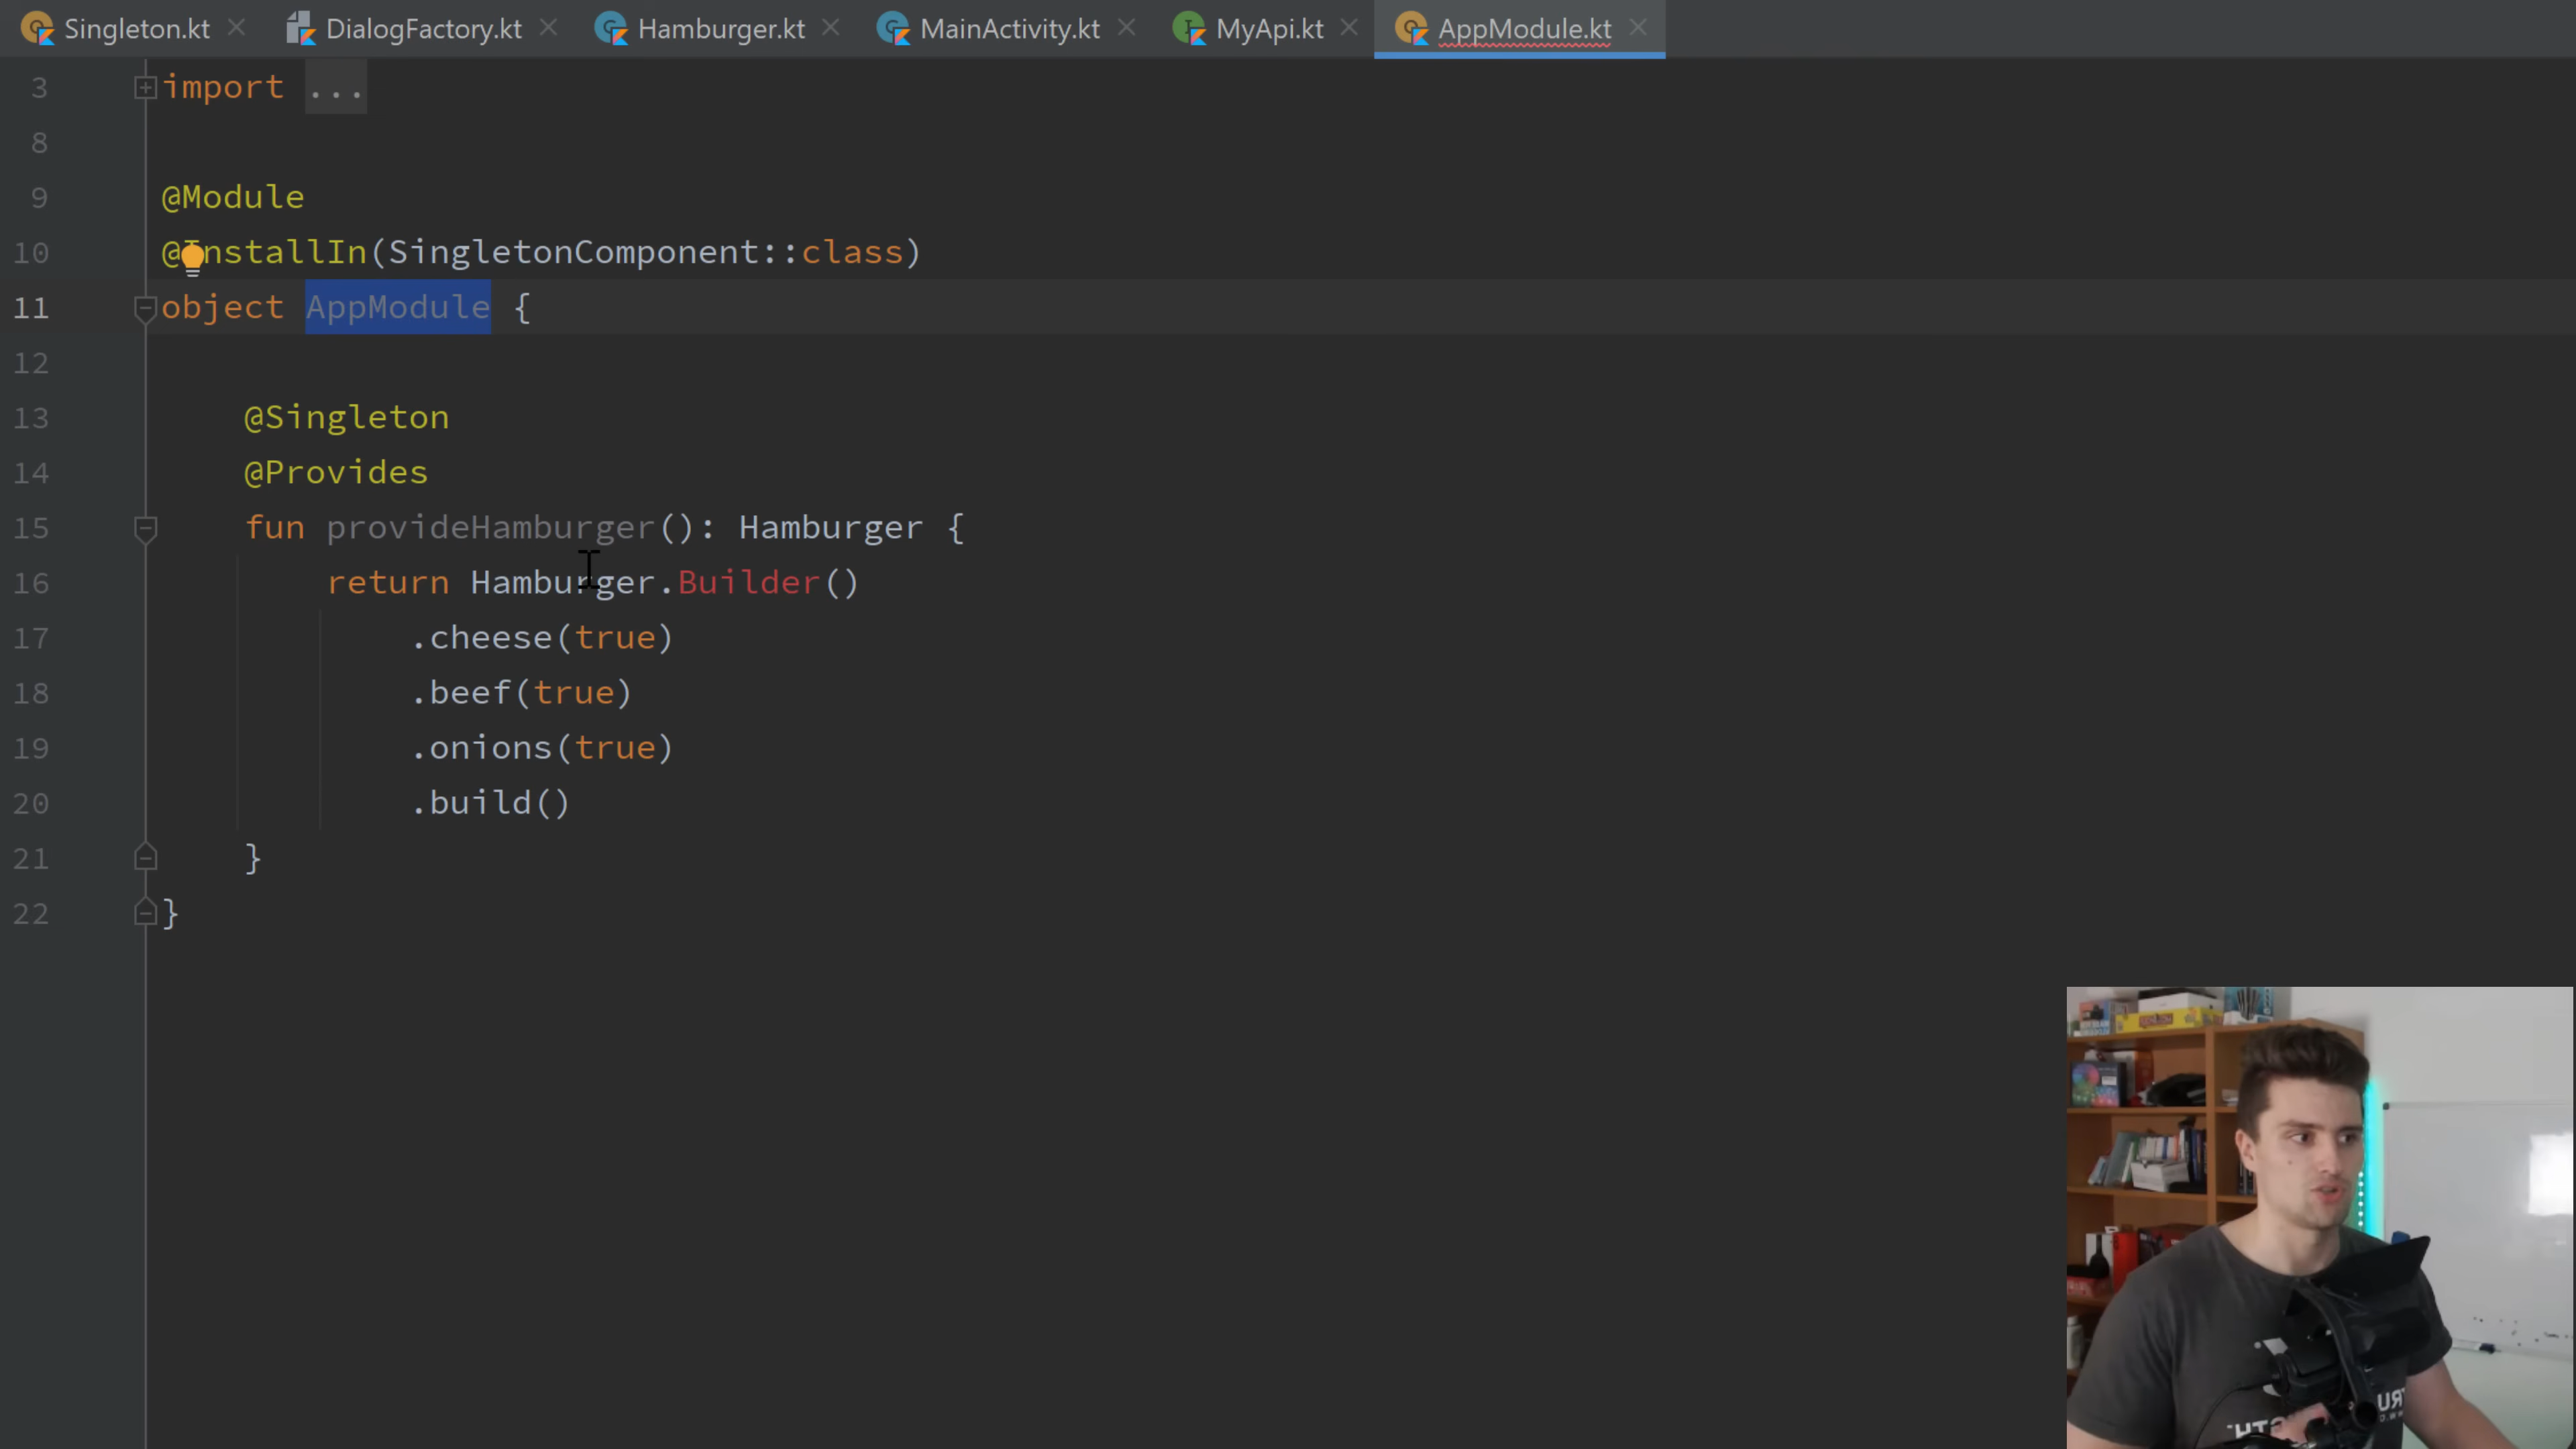 Singleton.kt DialogFactory.kt Hamburger.kt MainActivity.kt MyApi.kt AppModule.kt
3 import ...
8
9 @Module
10 @InstallIn(SingletonComponent::class)
11 object AppModule {
12
13 @Singleton
14 @Provides
15 fun provideHamburger(): Hamburger {
16 return Hamburger.Builder()
17 .cheese(true)
18 .beef(true)
19 .onions(true)
20 .build()
21 }
22 }